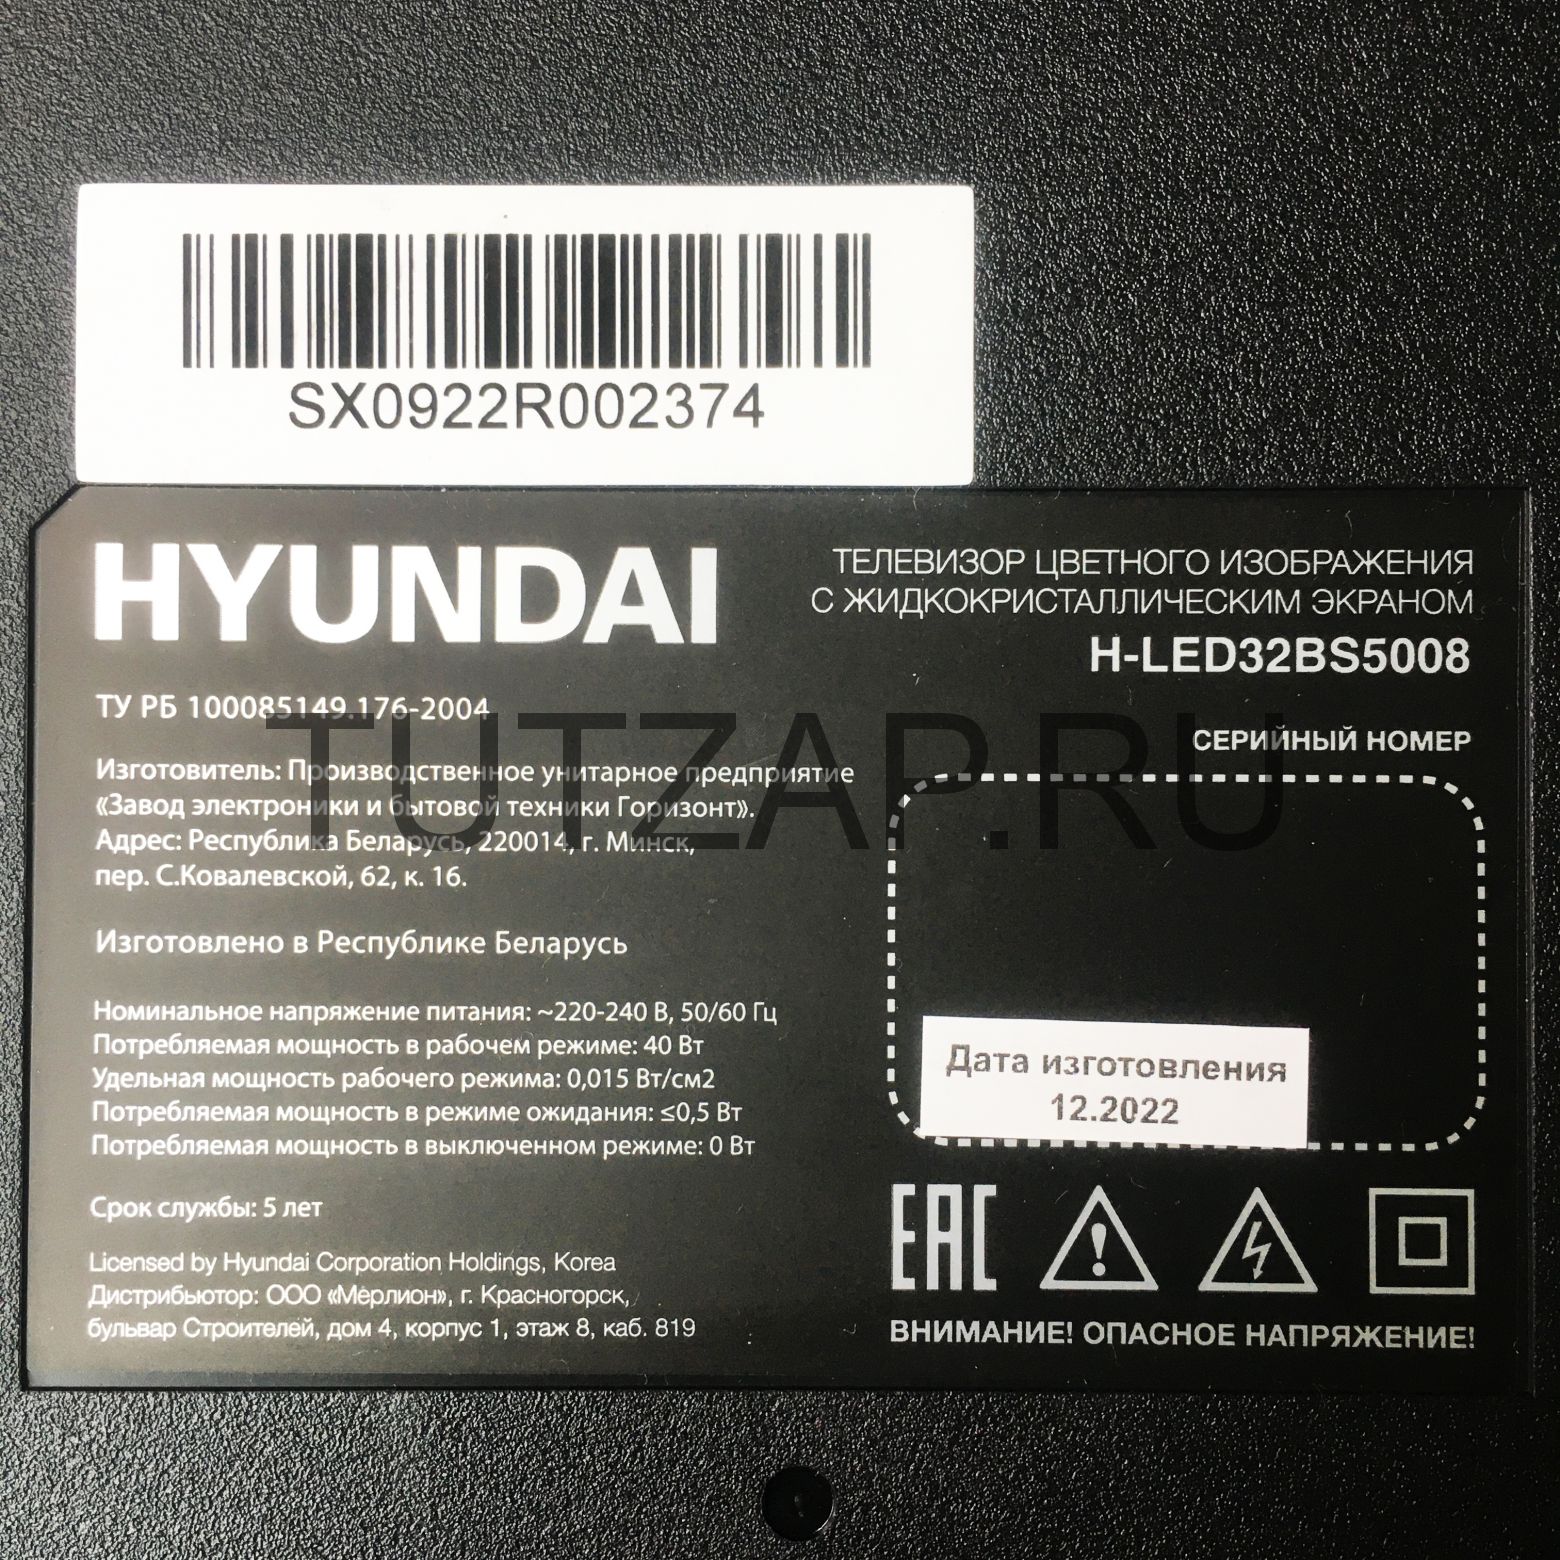 SX0922R002374
HYUNDAI
ТЕЛЕВИЗОР ЦВЕТНОГО ИЗОБРАЖЕНИЯ
С ЖИДКОКРИСТАЛЛИЧЕСКИМ ЭКРАНОМ
H-LED32BS5008
ТУ РБ 100085149.176-2004
TUTZAP.RU
СЕРИЙНЫЙ НОМЕР
Изготовитель: Производственное унитарное предприятие
«Завод электроники и бытовой техники Горизонт».
Адрес: Республика Беларусь, 220014, г. Минск,
пер. С.Ковалевской, 62, к. 16.
Изготовлено в Республике Беларусь
Номинальное напряжение питания: ~220-240 В, 50/60 Гц
Потребляемая мощность в рабочем режиме: 40 Вт
Удельная мощность рабочего режима: 0,015 Вт/см2
Потребляемая мощность в режиме ожидания: ≤0,5 Вт
Потребляемая мощность в выключенном режиме: 0 Вт
Дата изготовления
12.2022
Срок службы: 5 лет
Licensed by Hyundai Corporation Holdings, Korea
Дистрибьютор: ООО «Мерлион», г. Красногорск,
бульвар Строителей, дом 4, корпус 1, этаж 8, каб. 819
EAC
ВНИМАНИЕ! ОПАСНОЕ НАПРЯЖЕНИЕ!